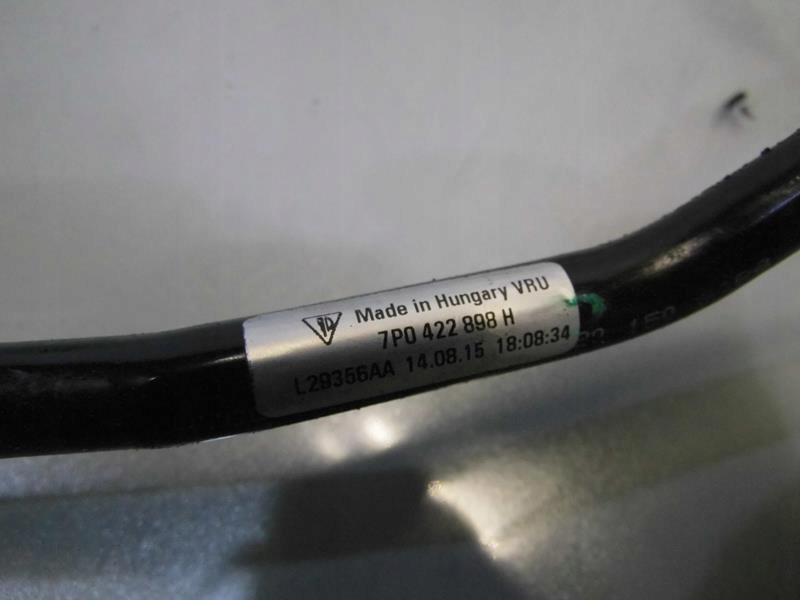 Made in Hungary VRU
7P0 422 898 H
L29356AA 14.08.15 18:08:34